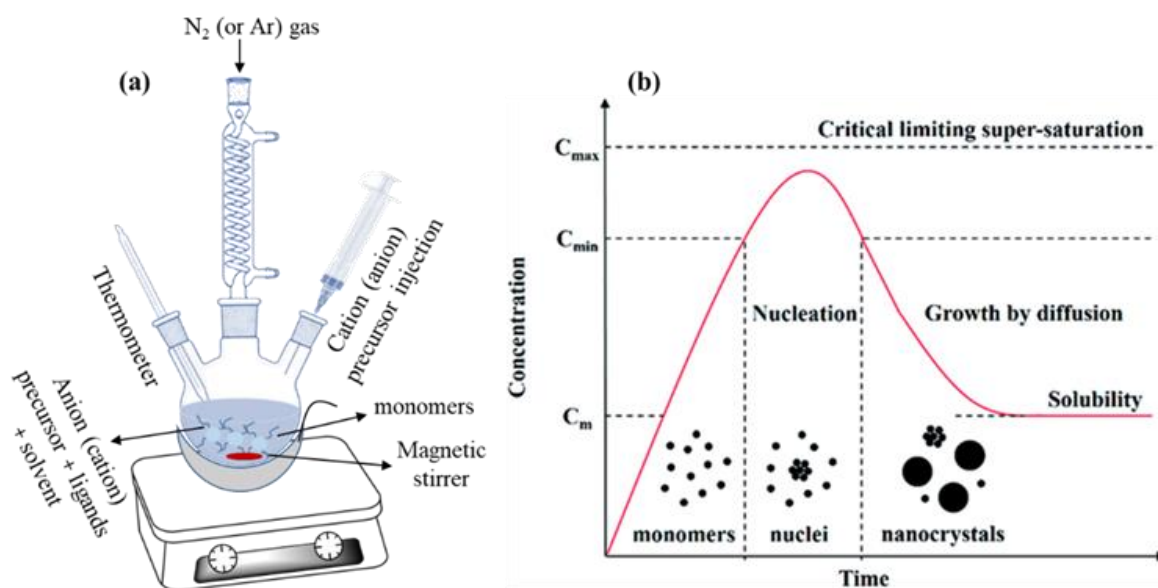 N₂ (or Ar) gas
(a)
Thermometer
Cation (anion)
precursor injection
Anion (cation)
precursor + ligands
+ solvent
monomers
Magnetic
stirrer
(b)
Concentration
Cmax
Critical limiting super-saturation
Cmin
Nucleation
Growth by diffusion
Cm
Solubility
monomers
nuclei
nanocrystals
Time